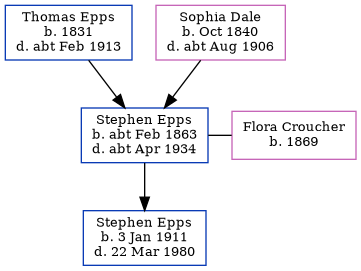 Thomas Epps
b. 1831
d. abt Feb 1913
Sophia Dale
b. Oct 1840
d. abt Aug 1906
Stephen Epps
b. abt Feb 1863
d. abt Apr 1934
Flora Croucher
b. 1869
Stephen Epps
b. 3 Jan 1911
d. 22 Mar 1980